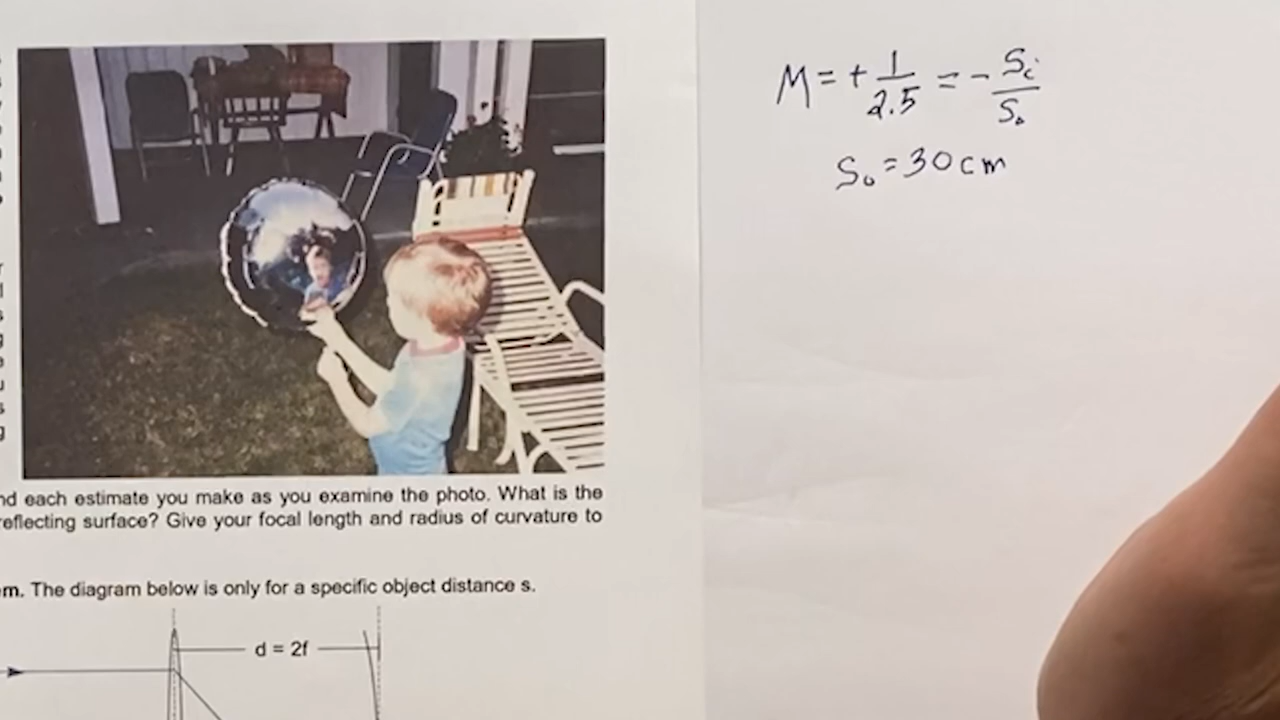 M = + 1/2.5 = - Si/So
So = 30 cm
nd each estimate you make as you examine the photo. What is the
reflecting surface? Give your focal length and radius of curvature to
m. The diagram below is only for a specific object distance s.
d = 2f